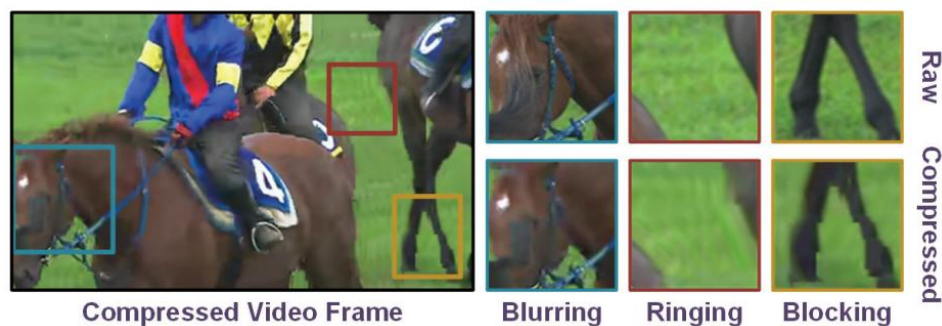 Raw
Compressed
Compressed Video Frame
Blurring
Ringing
Blocking